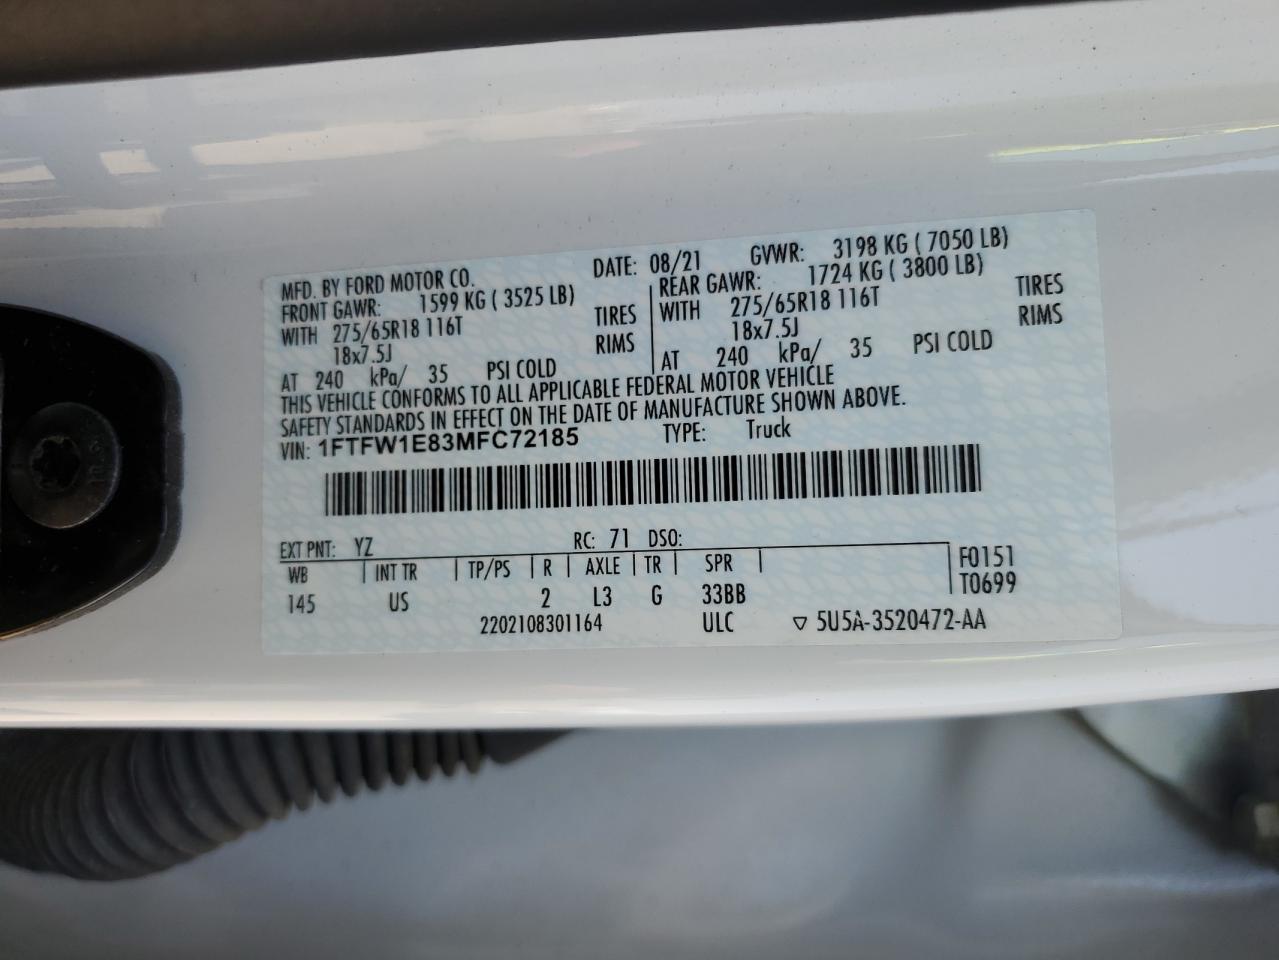 MFD. BY FORD MOTOR CO. DATE: 08/21 GVWR: 3198 KG ( 7050 LB)
FRONT GAWR: 1599 KG ( 3525 LB) REAR GAWR: 1724 KG ( 3800 LB)
WITH 275/65R18 116T TIRES WITH 275/65R18 116T TIRES
18x7.5J RIMS 18x7.5J RIMS
AT 240 kPa/ 35 PSI COLD AT 240 kPa/ 35 PSI COLD
THIS VEHICLE CONFORMS TO ALL APPLICABLE FEDERAL MOTOR VEHICLE
SAFETY STANDARDS IN EFFECT ON THE DATE OF MANUFACTURE SHOWN ABOVE.
VIN: 1FTFW1E83MFC72185 TYPE: Truck
EXT PNT: YZ RC: 71 DSO:
WB INT TR TP/PS R AXLE TR SPR F0151
145 US 2 L3 G 33BB T0699
2202108301164 ULC ▽ 5U5A-3520472-AA